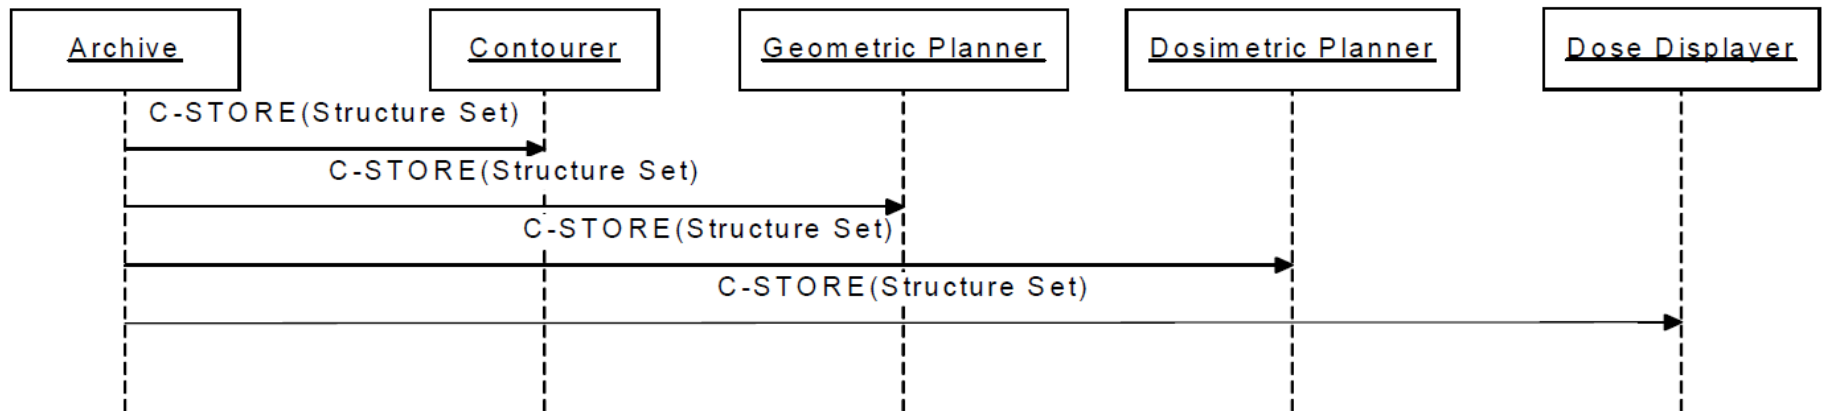 Archive
Contourer
Geometric Planner
Dosimetric Planner
Dose Displayer
C-STORE(Structure Set)
C-STORE(Structure Set)
C-STORE(Structure Set)
C-STORE(Structure Set)